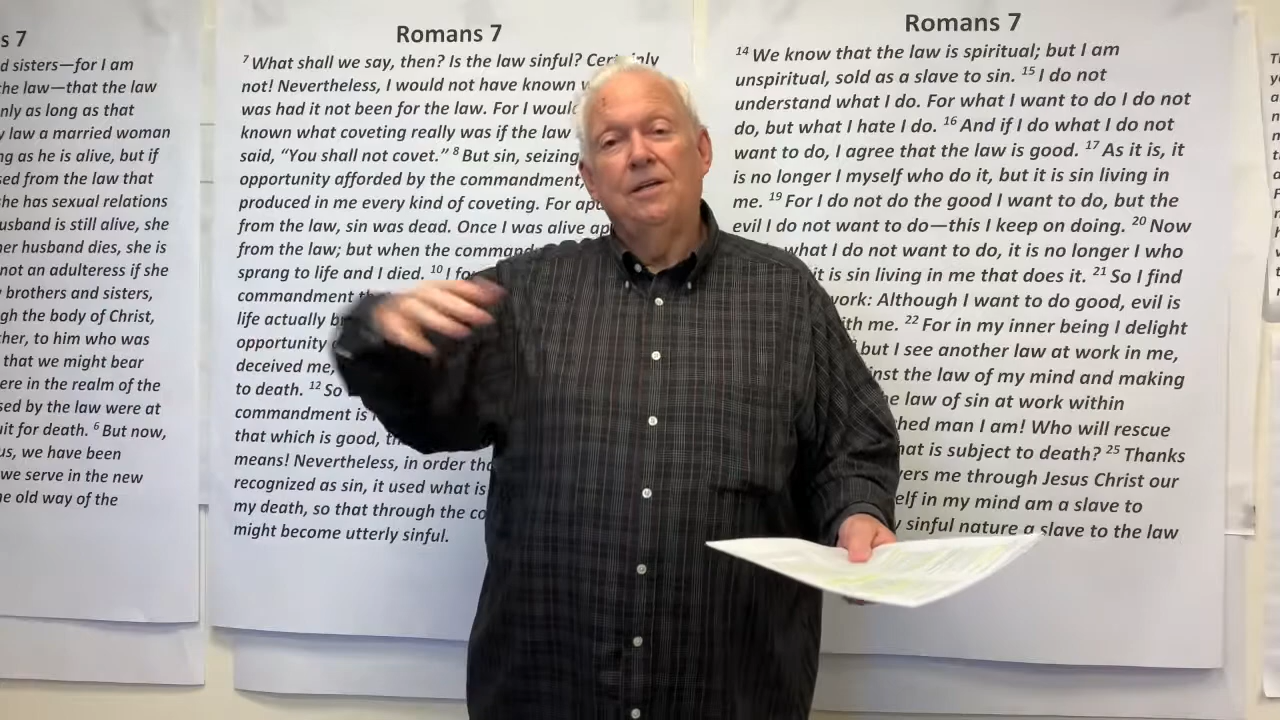 s 7
d sisters—for I am
the law—that the law
nly as long as that
y law a married woman
ng as he is alive, but if
sed from the law that
she has sexual relations
usband is still alive, she
her husband dies, she is
not an adulteress if she
y brothers and sisters,
gh the body of Christ,
ther, to him who was
that we might bear
ere in the realm of the
sed by the law were at
uit for death. 6 But now,
us, we have been
we serve in the new
he old way of the
Romans 7
7 What shall we say, then? Is the law sinful? Certainly
not! Nevertheless, I would not have known
was had it not been for the law. For I would
known what coveting really was if the law
said, “You shall not covet.” 8 But sin, seizing
opportunity afforded by the commandment,
produced in me every kind of coveting. For
from the law, sin was dead. Once I was alive
from the law; but when the
sprang to life and I died. 10 I
commandment
life actually
opportunity
deceived me,
to death. 12 So
commandment is
that which is good,
means! Nevertheless, in order
recognized as sin, it used what is
my death, so that through the
might become utterly sinful.
Romans 7
14 We know that the law is spiritual; but I am
unspiritual, sold as a slave to sin. 15 I do not
understand what I do. For what I want to do I do not
do, but what I hate I do. 16 And if I do what I do not
want to do, I agree that the law is good. 17 As it is, it
is no longer I myself who do it, but it is sin living in
me. 19 For I do not do the good I want to do, but the
evil I do not want to do—this I keep on doing. 20 Now
what I do not want to do, it is no longer I who
it is sin living in me that does it. 21 So I find
work: Although I want to do good, evil is
with me. 22 For in my inner being I delight
but I see another law at work in me,
inst the law of my mind and making
he law of sin at work within
ched man I am! Who will rescue
hat is subject to death? 25 Thanks
vers me through Jesus Christ our
elf in my mind am a slave to
y sinful nature a slave to the law